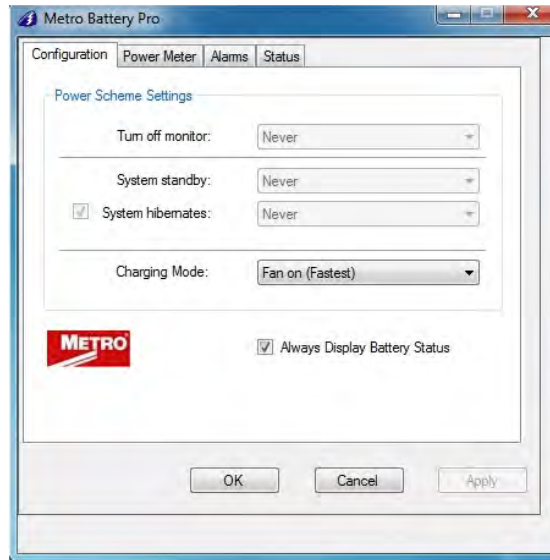 Metro Battery Pro
Configuration Power Meter Alarms Status
Power Scheme Settings
Turn off monitor: Never
System standby: Never
System hibernates: Never
Charging Mode: Fan on (Fastest)
METRO
Always Display Battery Status
OK Cancel Apply